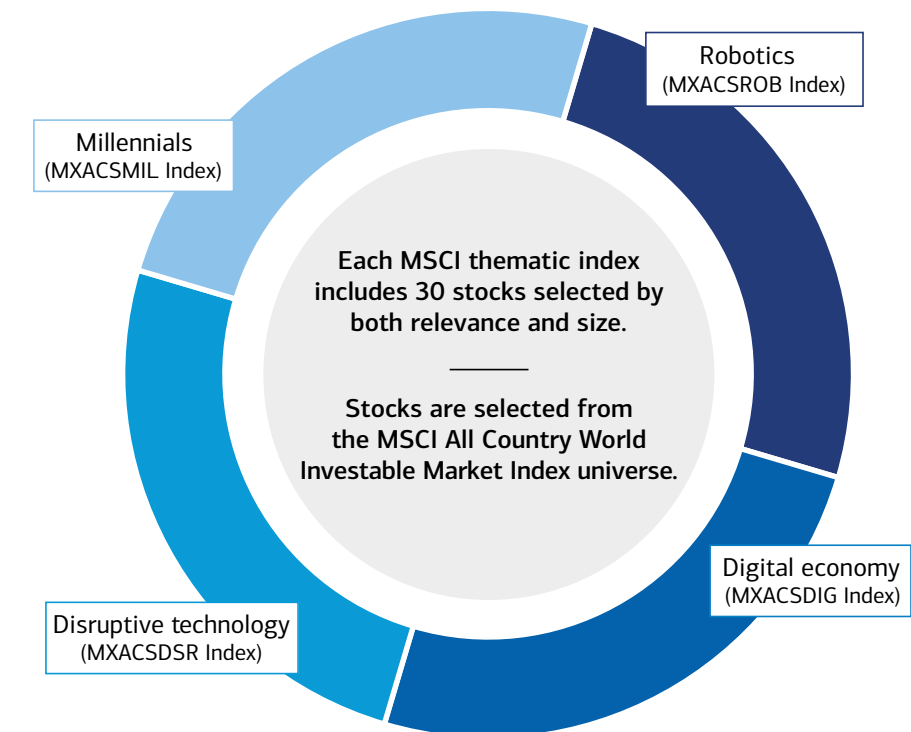 Robotics
(MXACSROB Index)
Millennials
(MXACSMIL Index)
Each MSCI thematic index
includes 30 stocks selected by
both relevance and size.
Stocks are selected from
the MSCI All Country World
Investable Market Index universe.
Digital economy
(MXACSDIG Index)
Disruptive technology
(MXACSDSR Index)